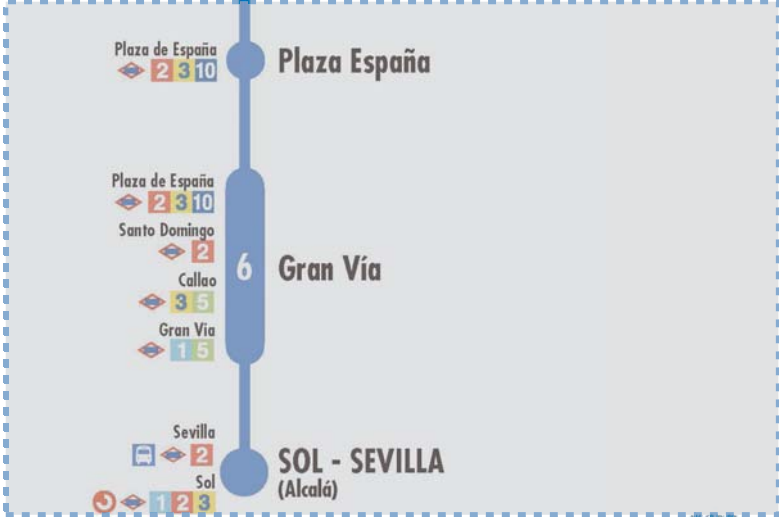 Plaza de España
2 3 10
Plaza España
Plaza de España
2 3 10
Santo Domingo
2
Callao
3 5
Gran Via
1 5
6
Gran Vía
Sevilla
2
Sol
1 2 3
SOL - SEVILLA
(Alcalá)